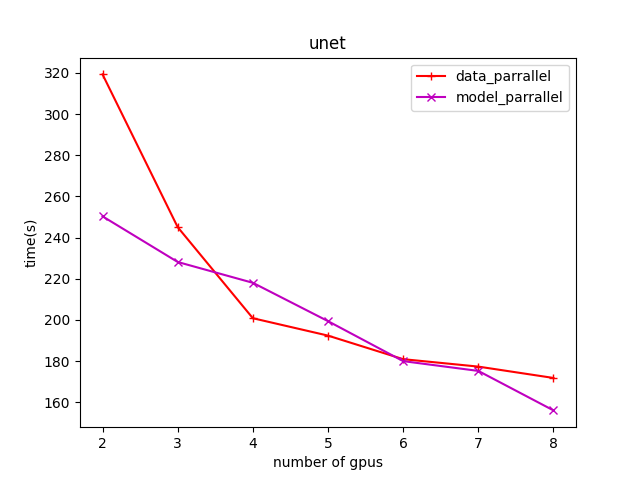 unet
data_parrallel
model_parrallel
time(s)
320
300
280
260
240
220
200
180
160
2 3 4 5 6 7 8
number of gpus